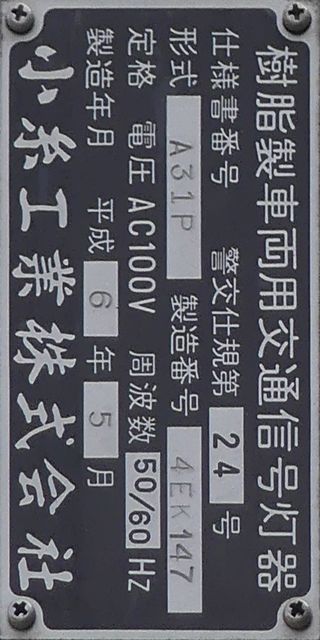 樹脂製車両用交通信号灯器
仕様書番号 警交仕規第 24 号
形式 A31P 製造番号 4EK147
定格 電圧 AC100V 周波数 50/60 Hz
製造年月 平成 6 年 5 月
小糸工業株式会社